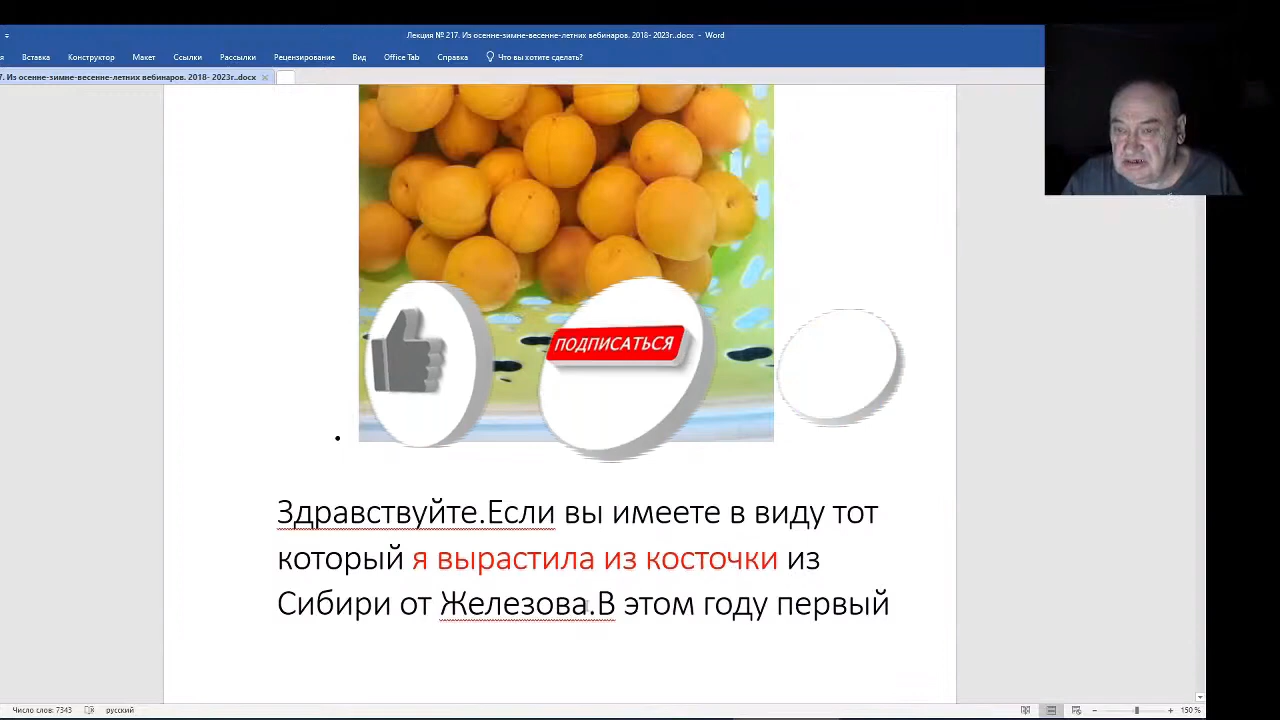 Лекция № 217. Из осенне-зимне-весенне-летних вебинаров. 2018- 2023г..docx - Word
Вставка Конструктор Макет Ссылки Рассылки Рецензирование Вид Office Tab Справка Что вы хотите сделать?
7. Из осенне-зимне-весенне-летних вебинаров. 2018- 2023г..docx
ПОДПИСАТЬСЯ
Здравствуйте.Если вы имеете в виду тот
который я вырастила из косточки из
Сибири от Железова.В этом году первый
Число слов: 7343 русский 150 %